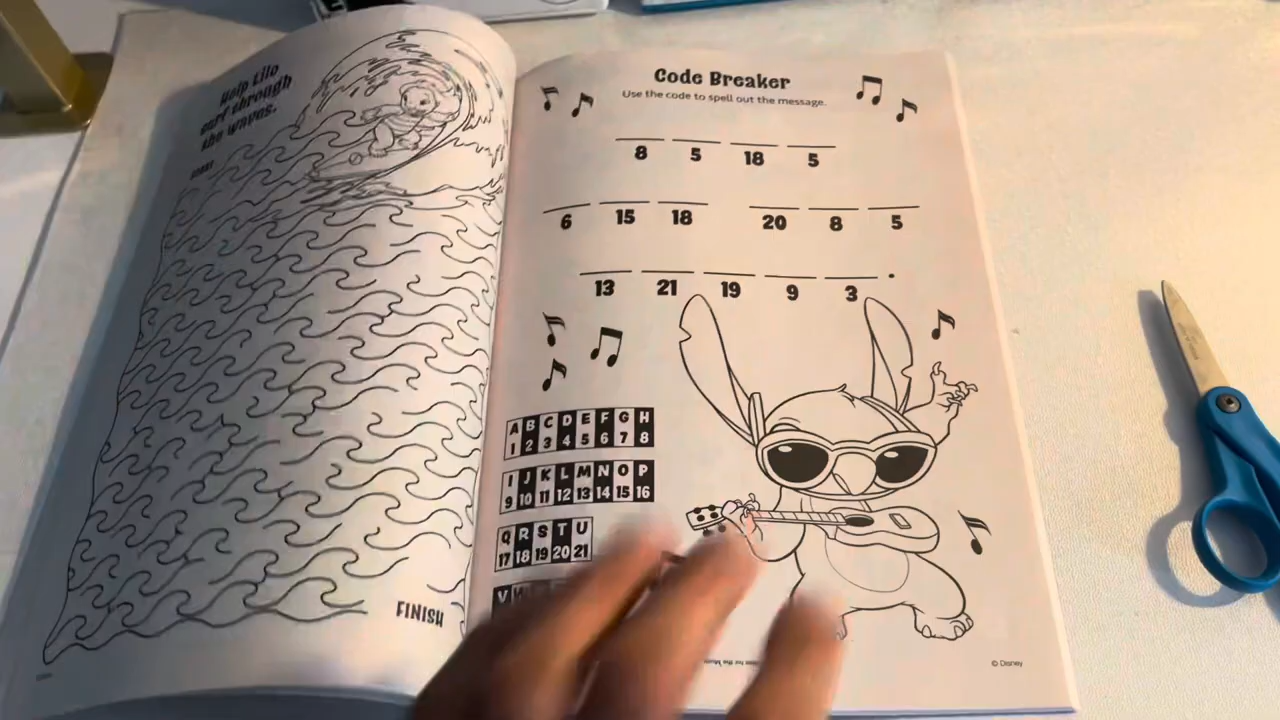 Help Lilo
surf through
the waves.
START
FINISH
Code Breaker
Use the code to spell out the message.
8 5 18 5
6 15 18 20 8 5
13 21 19 9 3 .
A B C D E F G H
1 2 3 4 5 6 7 8
I J K L M N O P
9 10 11 12 13 14 15 16
Q R S T U
17 18 19 20 21
V W
© Disney